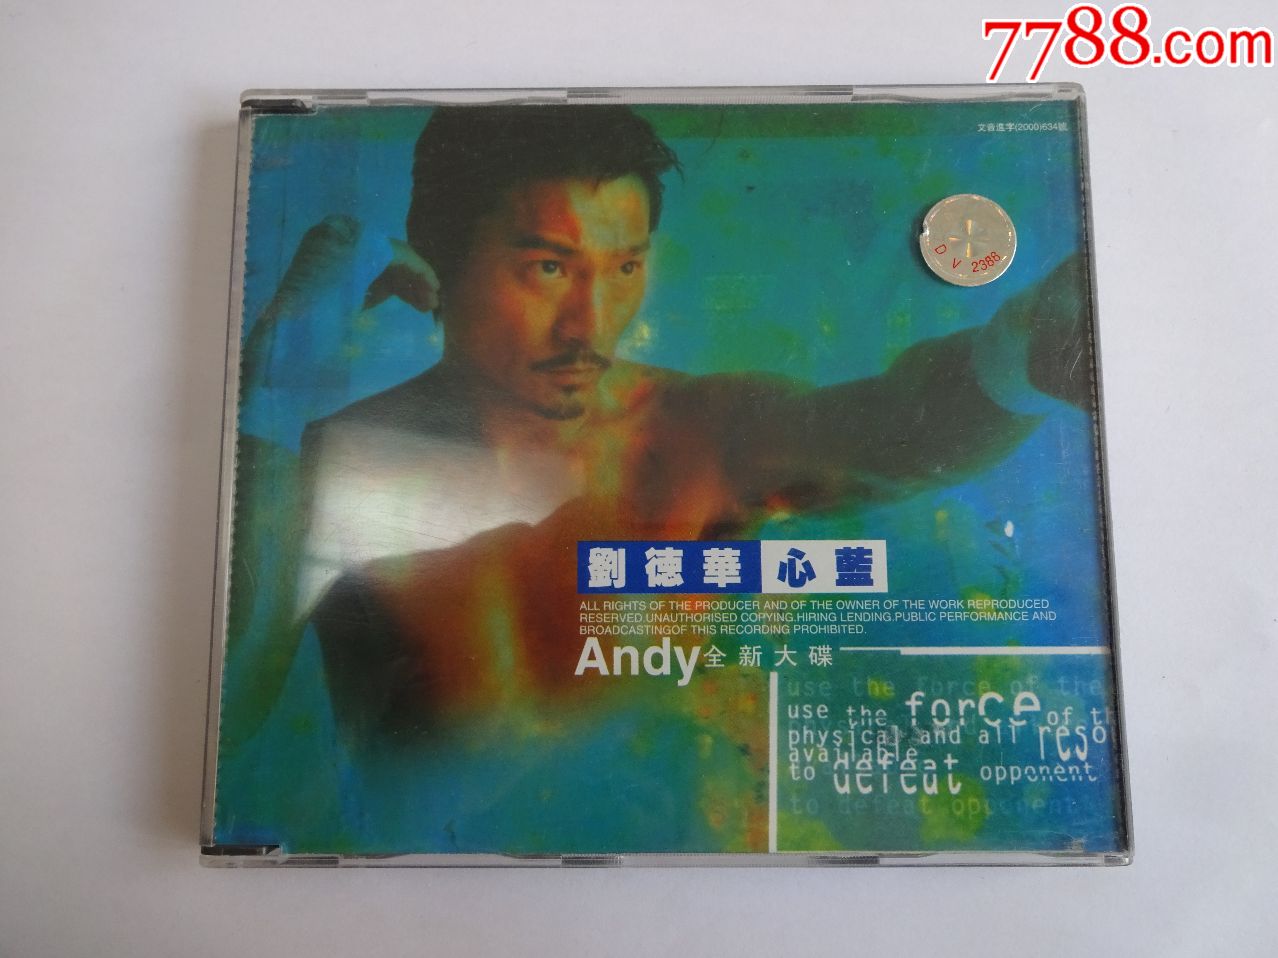 7788.com
文音進字(2000)634號
D V 2388
劉德華心藍
ALL RIGHTS OF THE PRODUCER AND OF THE OWNER OF THE WORK REPRODUCED
RESERVED.UNAUTHORISED COPYING.HIRING LENDING.PUBLIC PERFORMANCE AND
BROADCASTINGOF THIS RECORDING PROHIBITED.
Andy全新大碟
use the force of the
use the force of th
physical and all reso
available
to defeat opponent
to defeat opponent